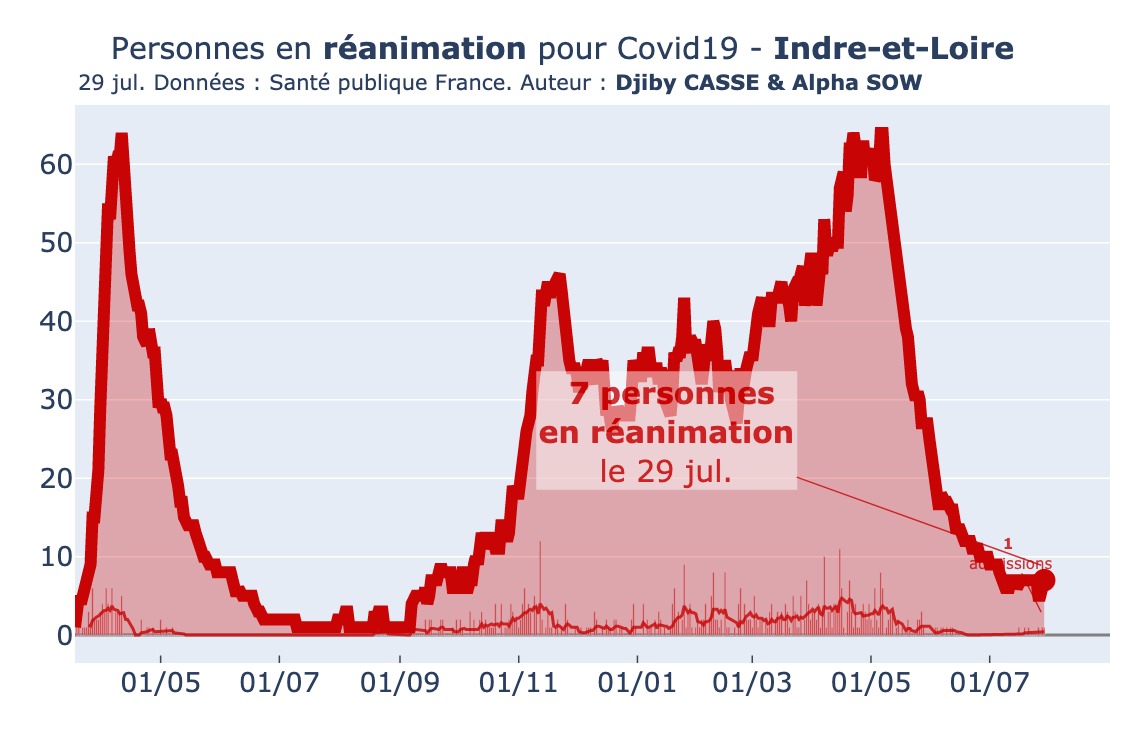 Personnes en réanimation pour Covid19 - Indre-et-Loire
29 jul. Données : Santé publique France. Auteur : Djiby CASSE & Alpha SOW
60
50
40
30
20
10
0
7 personnes
en réanimation
le 29 jul.
1
admissions
01/05 01/07 01/09 01/11 01/01 01/03 01/05 01/07